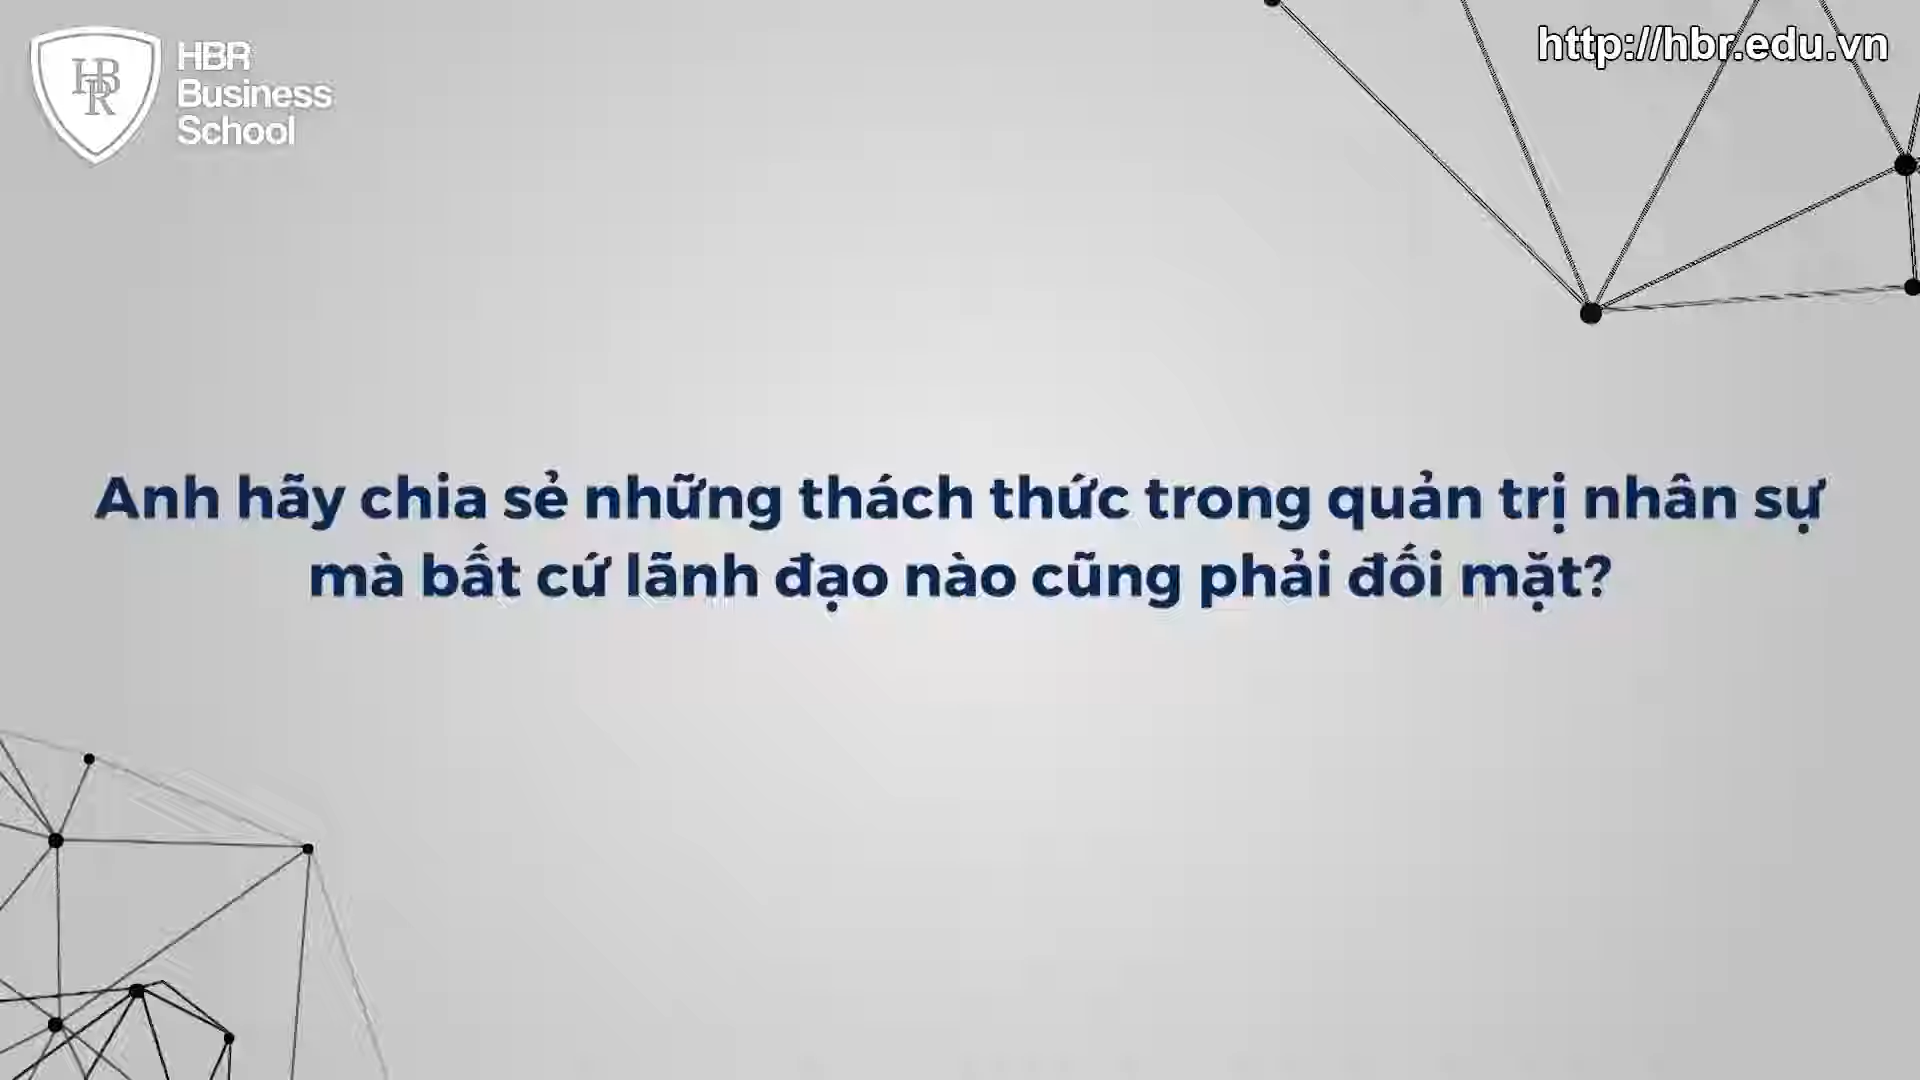 HBR
Business
School
HBR
http://hbr.edu.vn
Anh hãy chia sẻ những thách thức trong quản trị nhân sự
mà bất cứ lãnh đạo nào cũng phải đối mặt?